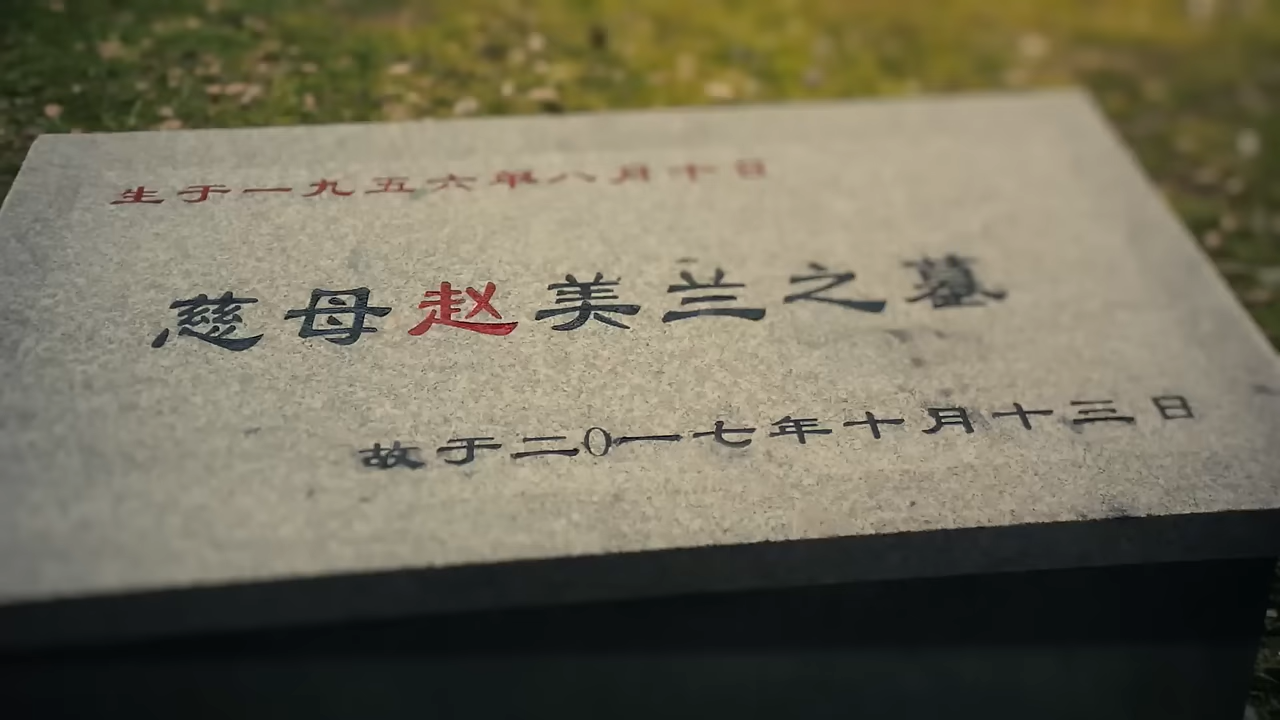 生于一九五六年八月十日
慈母赵美兰之墓
故于二0一七年十月十三日